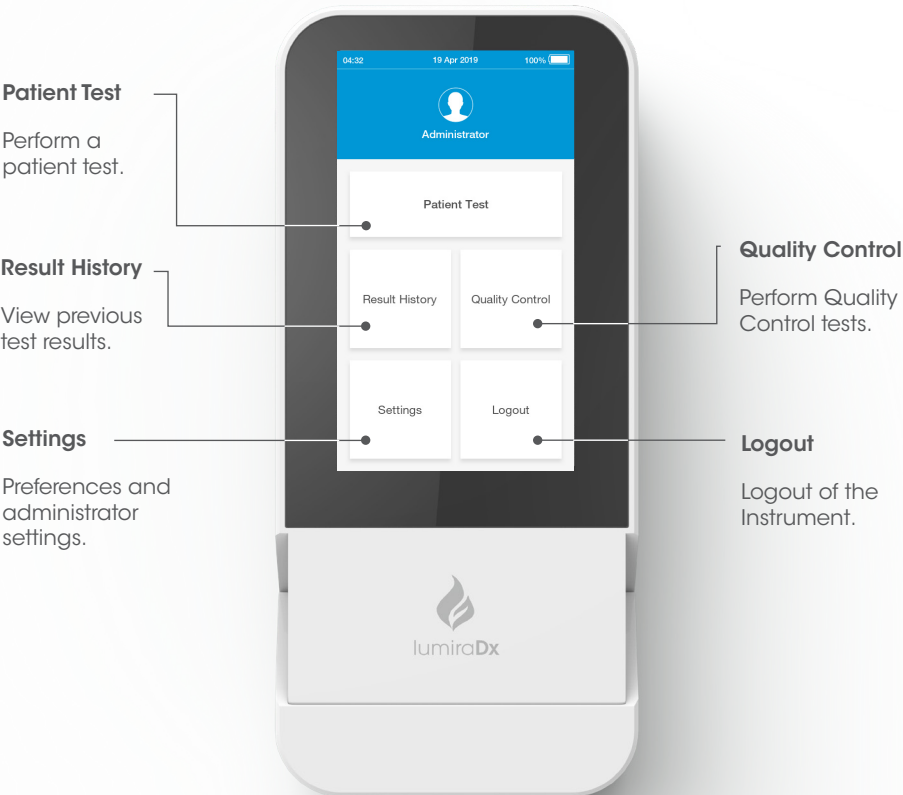 Patient Test
Perform a
patient test.
Result History
View previous
test results.
Settings
Preferences and
administrator
settings.
04:32 19 Apr 2019 100%
Administrator
Patient Test
Result History Quality Control
Settings Logout
lumiraDx
Quality Control
Perform Quality
Control tests.
Logout
Logout of the
Instrument.